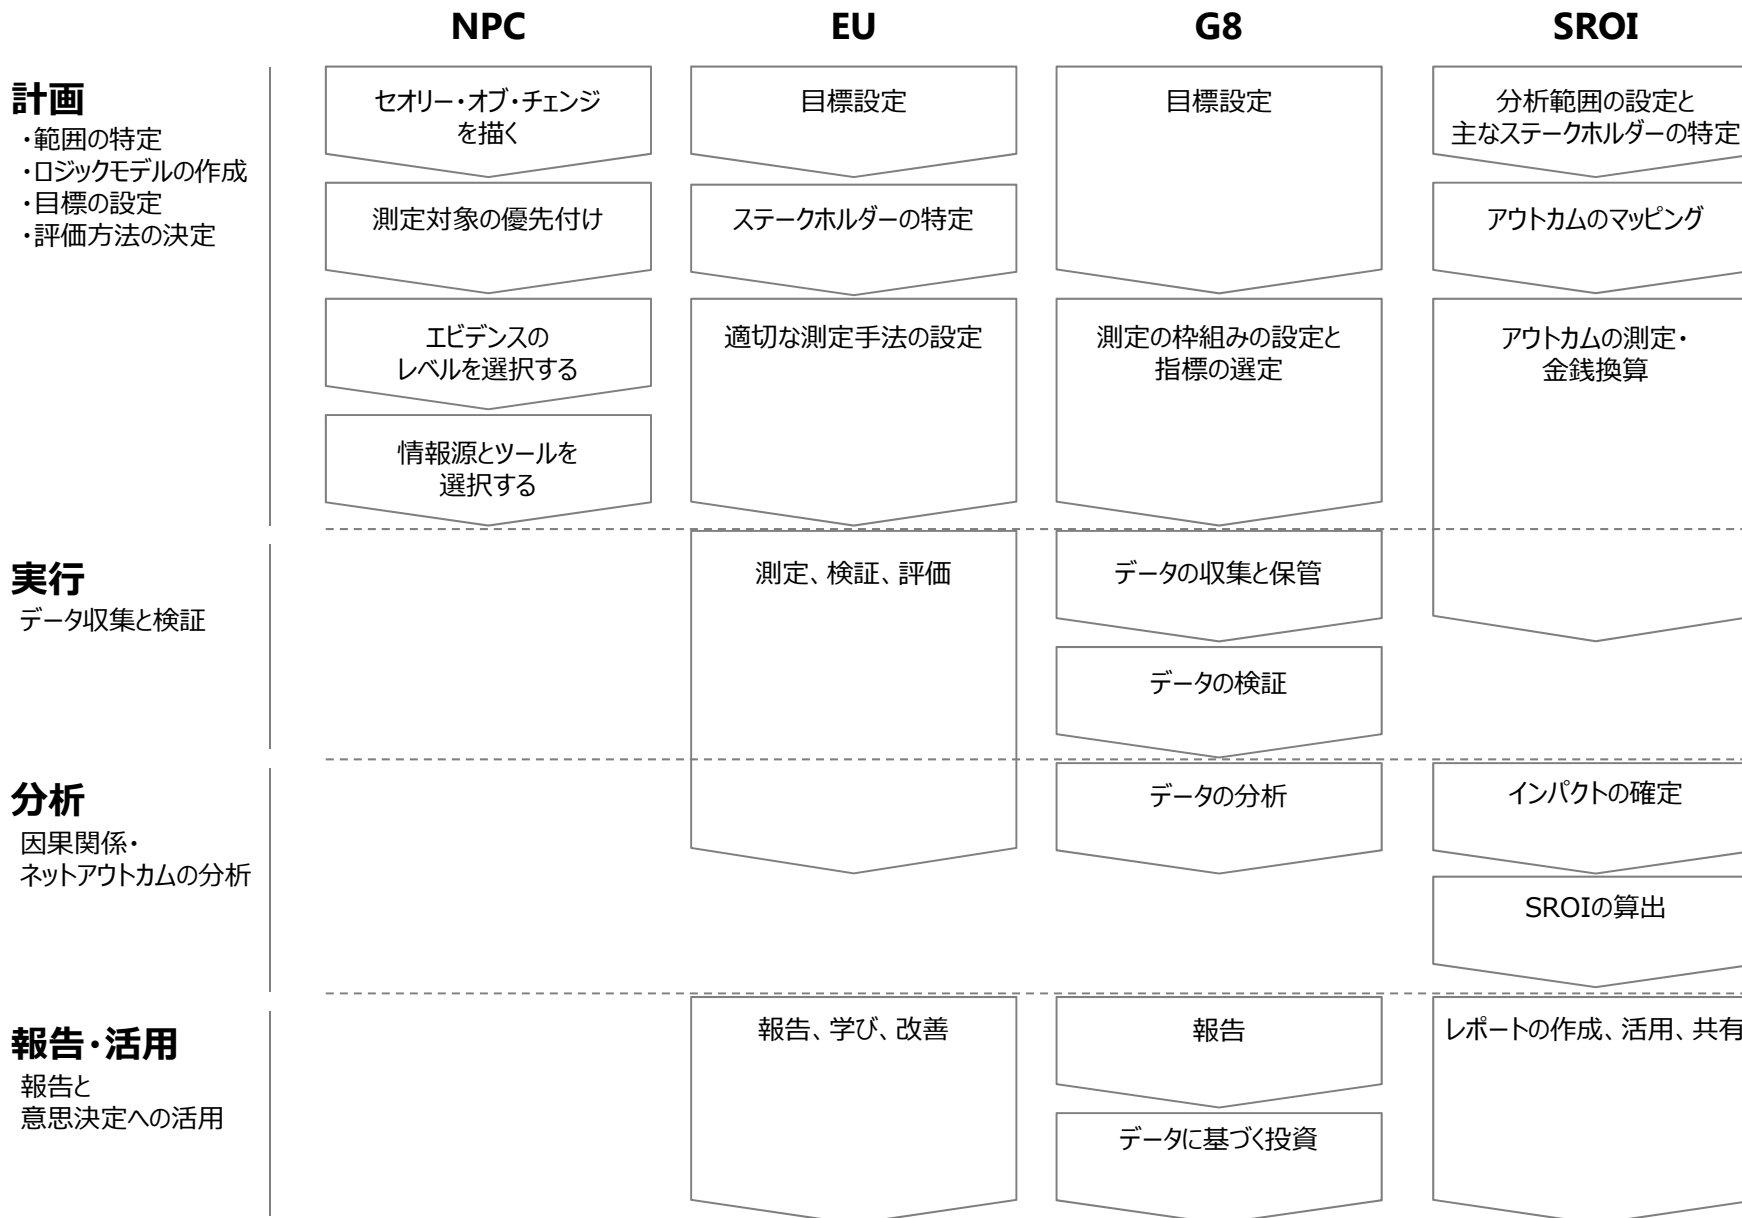 NPC
EU
G8
SROI
計画
・範囲の特定
・ロジックモデルの作成
・目標の設定
・評価方法の決定
セオリー・オブ・チェンジ
を描く
目標設定
目標設定
分析範囲の設定と
主なステークホルダーの特定
測定対象の優先付け
ステークホルダーの特定
アウトカムのマッピング
エビデンスの
レベルを選択する
適切な測定手法の設定
測定の枠組みの設定と
指標の選定
アウトカムの測定・
金銭換算
情報源とツールを
選択する
実行
データ収集と検証
測定、検証、評価
データの収集と保管
データの検証
分析
因果関係・
ネットアウトカムの分析
データの分析
インパクトの確定
SROIの算出
報告・活用
報告と
意思決定への活用
報告、学び、改善
報告
レポートの作成、活用、共有
データに基づく投資